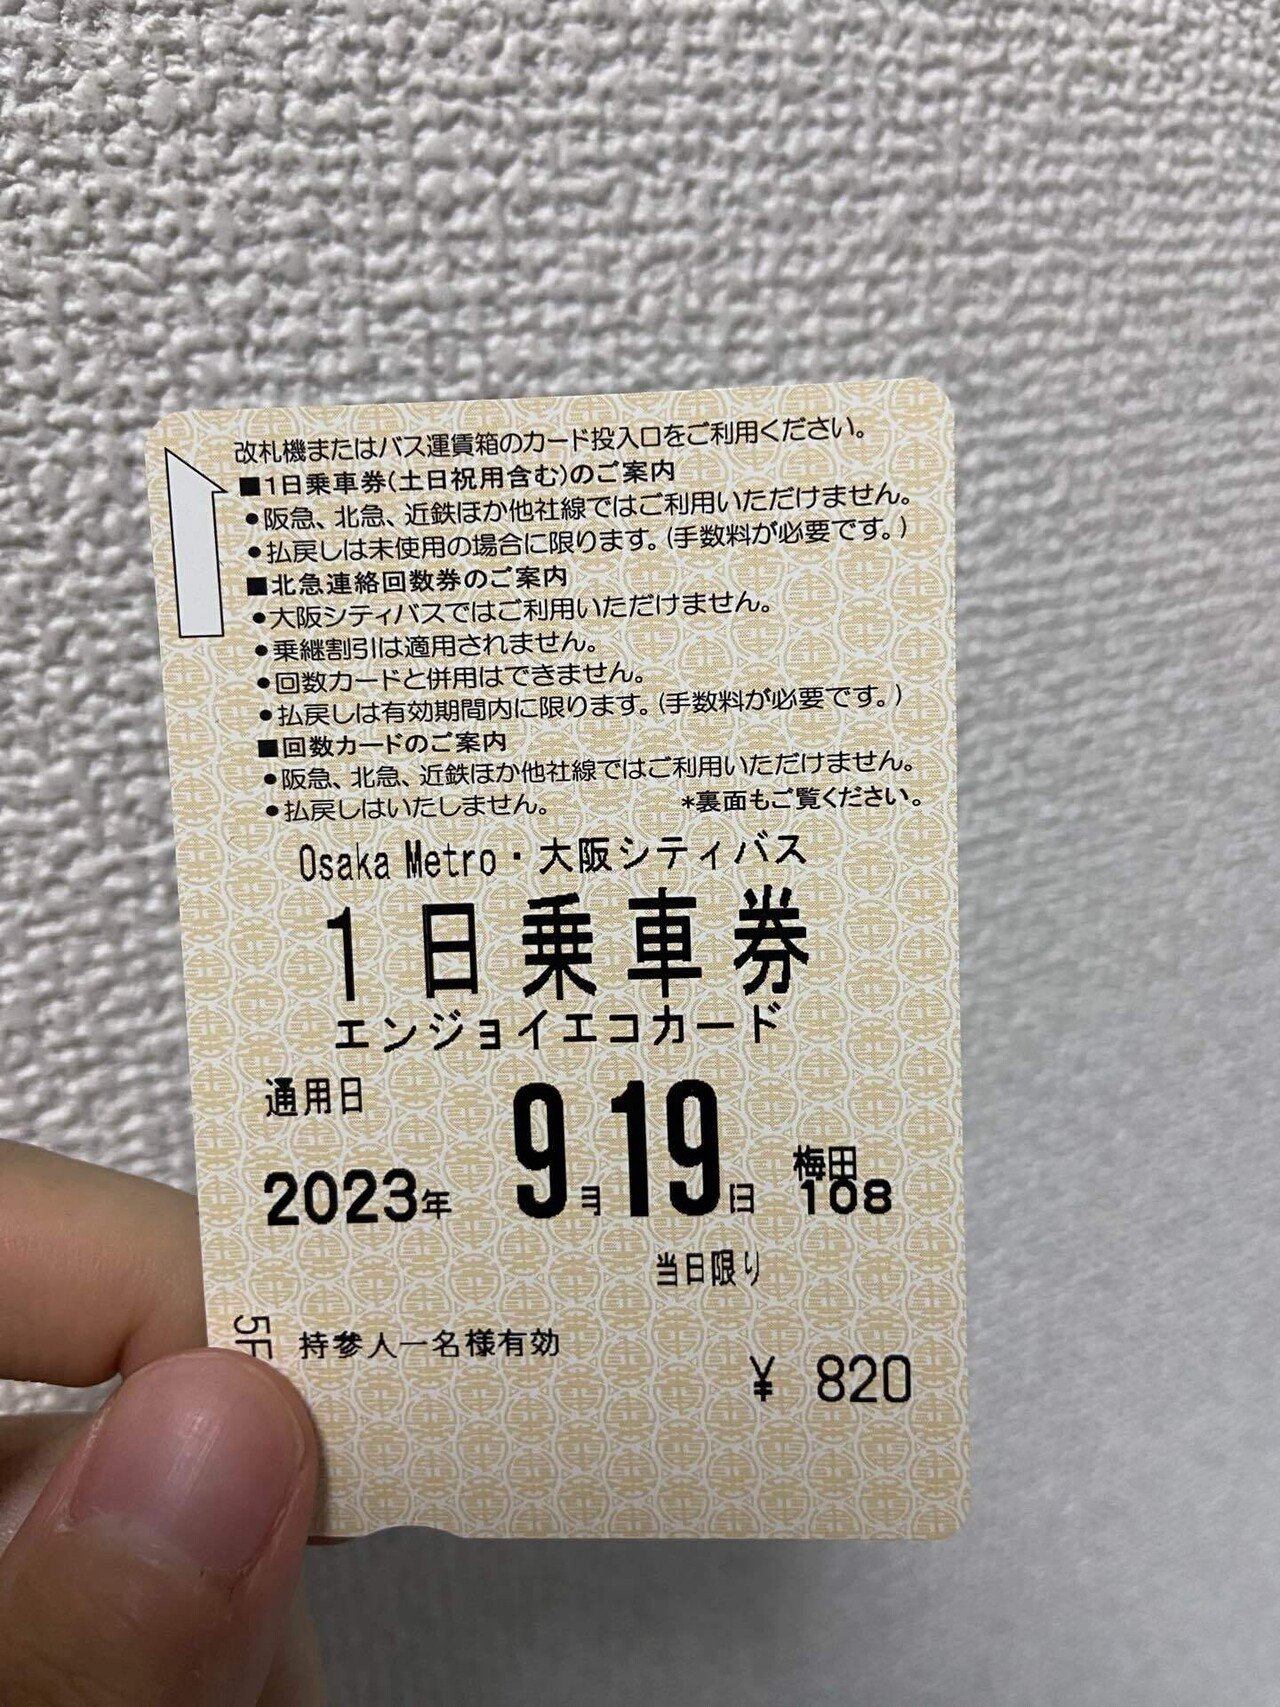 改札機またはバス運賃箱のカード投入口をご利用ください。
■1日乗車券(土日祝用含む)のご案内
●阪急、北急、近鉄ほか他社線ではご利用いただけません。
●払戻しは未使用の場合に限ります。(手数料が必要です。)
■北急連絡回数券のご案内
●大阪シティバスではご利用いただけません。
●乗継割引は適用されません。
●回数カードと併用はできません。
●払戻しは有効期間内に限ります。(手数料が必要です。)
■回数カードのご案内
●阪急、北急、近鉄ほか他社線ではご利用いただけません。
●払戻しはいたしません。 *裏面もご覧ください。
Osaka Metro・大阪シティバス
1日乗車券
エンジョイエコカード
通用日
2023年 9月19日 梅田
108
当日限り
5F 持参人一名様有効
¥ 820